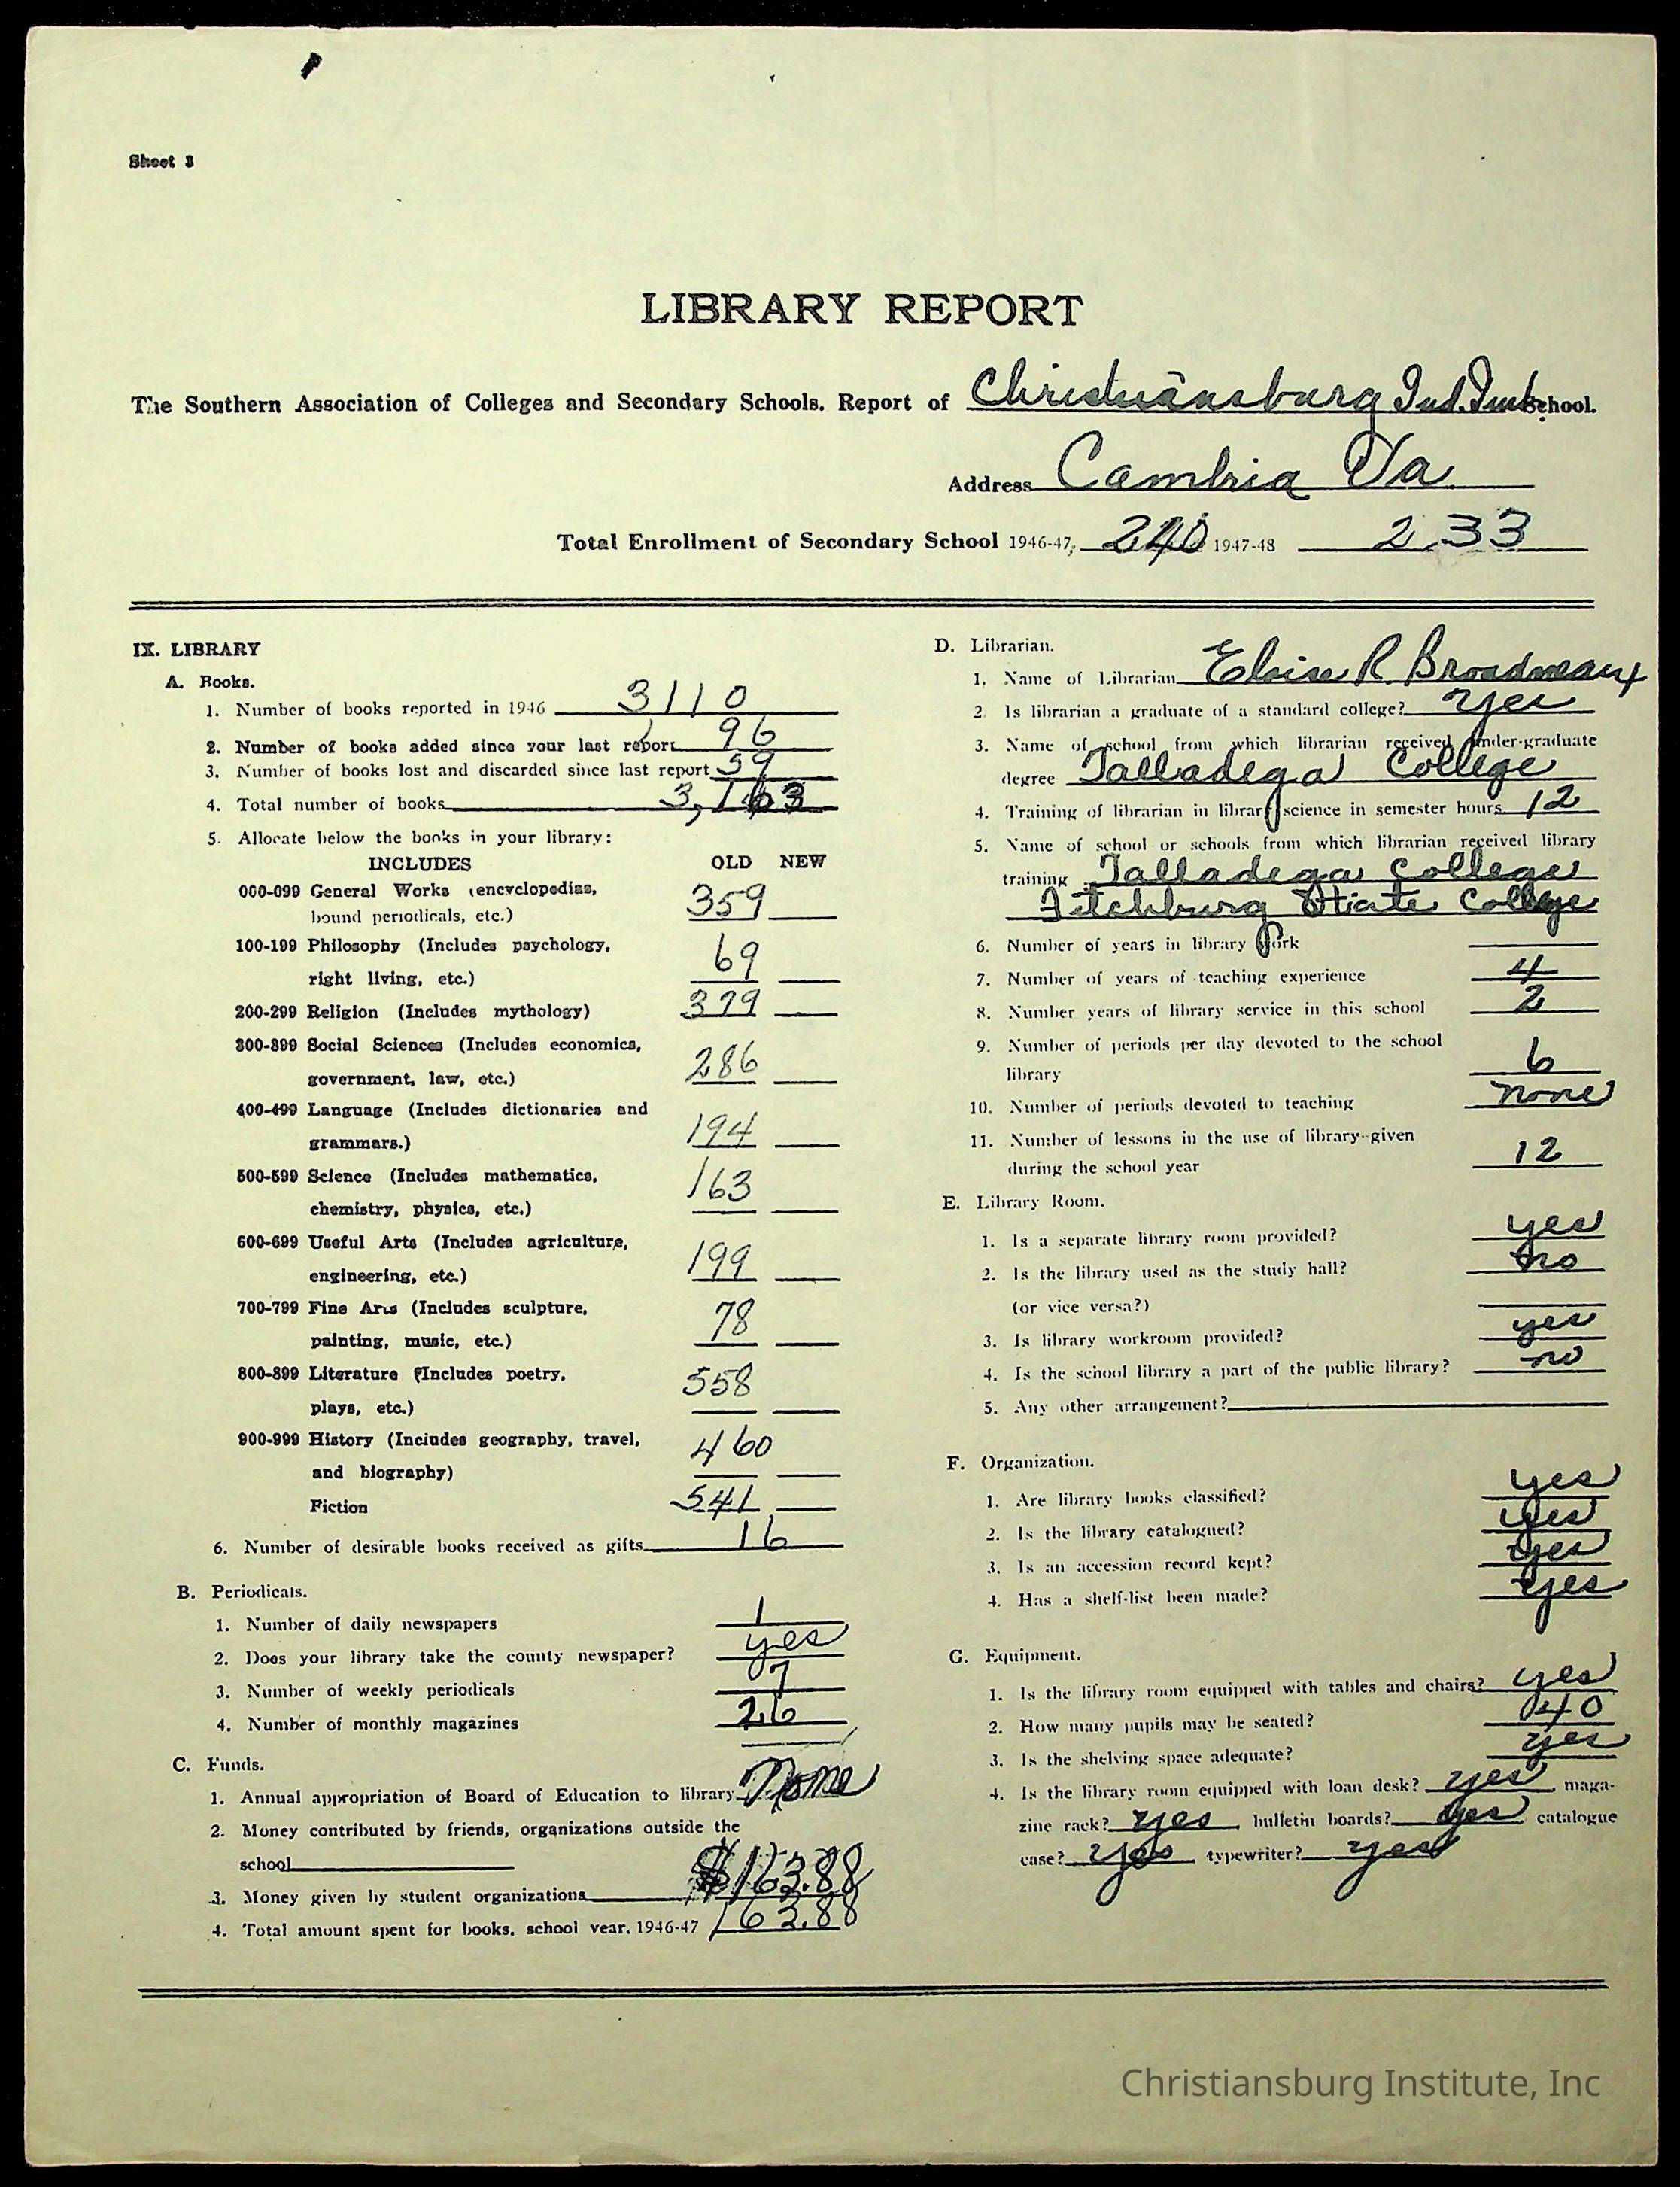 Sheet 3
LIBRARY REPORT
The Southern Association of Colleges and Secondary Schools. Report of Christiansburg Ind. Inst. School.
Address Cambria Va
Total Enrollment of Secondary School 1946-47, 240 1947-48 233
IX. LIBRARY
A. Books.
1. Number of books reported in 1946 3110
2. Number of books added since your last report 96
3. Number of books lost and discarded since last report 59
4. Total number of books 3,163
5. Allocate below the books in your library:
INCLUDES OLD NEW
000-099 General Works (encyclopedias,
bound periodicals, etc.) 359
100-199 Philosophy (Includes psychology,
right living, etc.) 69
200-299 Religion (Includes mythology) 379
300-399 Social Sciences (Includes economics,
government, law, etc.) 286
400-499 Language (Includes dictionaries and
grammars.) 194
500-599 Science (Includes mathematics,
chemistry, physics, etc.) 163
600-699 Useful Arts (Includes agriculture,
engineering, etc.) 199
700-799 Fine Arts (Includes sculpture,
painting, music, etc.) 78
800-899 Literature (Includes poetry,
plays, etc.) 558
900-999 History (Includes geography, travel,
and biography) 460
Fiction 541
6. Number of desirable books received as gifts 16
B. Periodicals.
1. Number of daily newspapers 1
2. Does your library take the county newspaper? yes
3. Number of weekly periodicals 7
4. Number of monthly magazines 26
C. Funds.
1. Annual appropriation of Board of Education to library None
2. Money contributed by friends, organizations outside the
school
3. Money given by student organizations $163.88
4. Total amount spent for books, school year, 1946-47 163.88
D. Librarian.
1. Name of Librarian Eloise R Broadneaux
2. Is librarian a graduate of a standard college? Yes
3. Name of school from which librarian received under-graduate
degree Talladega College
4. Training of librarian in library science in semester hours 12
5. Name of school or schools from which librarian received library
training Talladega College
Fitchburg State College
6. Number of years in library work
7. Number of years of teaching experience 4
8. Number years of library service in this school 2
9. Number of periods per day devoted to the school
library 6
10. Number of periods devoted to teaching none
11. Number of lessons in the use of library given
during the school year 12
E. Library Room.
1. Is a separate library room provided? yes
2. Is the library used as the study hall? no
(or vice versa?)
3. Is library workroom provided? yes
4. Is the school library a part of the public library? no
5. Any other arrangement?
F. Organization.
1. Are library books classified? yes
2. Is the library catalogued? yes
3. Is an accession record kept? yes
4. Has a shelf-list been made? yes
G. Equipment.
1. Is the library room equipped with tables and chairs? yes
2. How many pupils may be seated? 40
3. Is the shelving space adequate? yes
4. Is the library room equipped with loan desk? yes maga-
zine rack? yes bulletin boards? yes catalogue
case? yes typewriter? yes
Christiansburg Institute, Inc